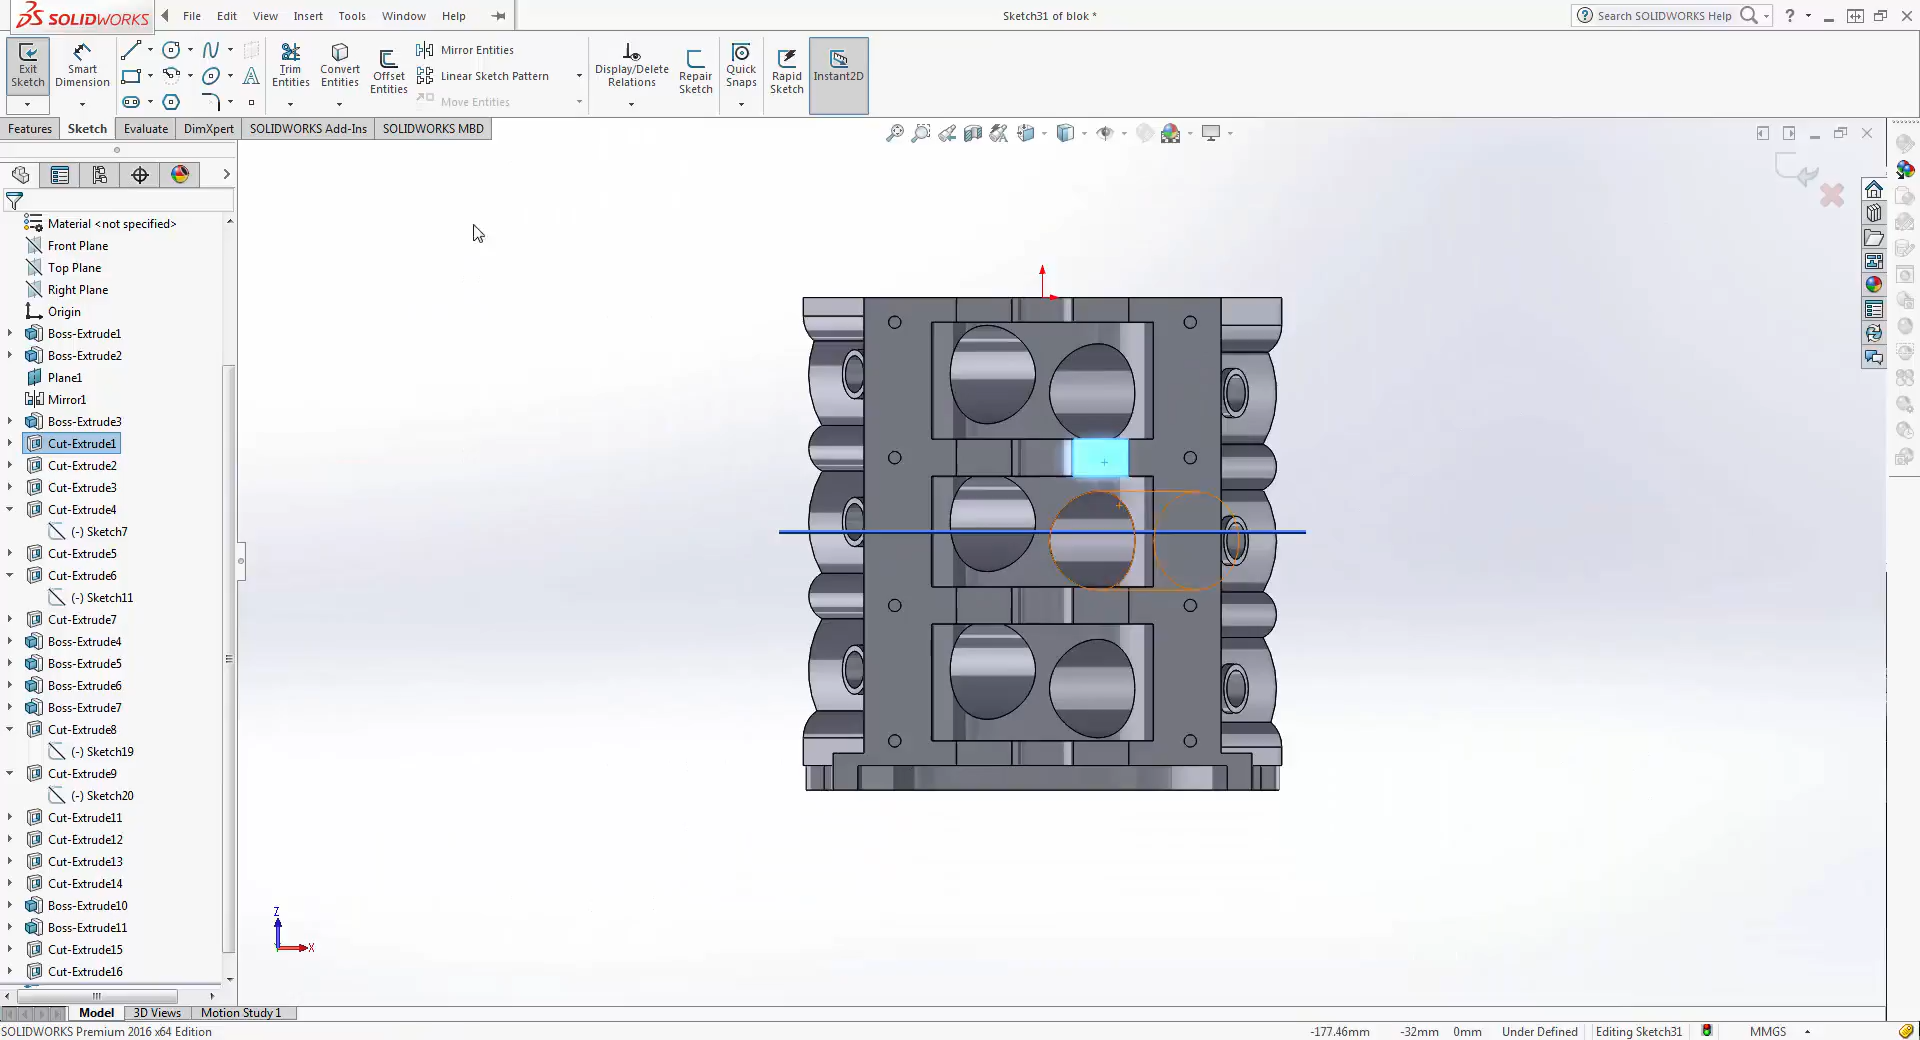 SOLIDWORKS
File Edit View Insert Tools Window Help
Sketch31 of blok *
Search SOLIDWORKS Help
?
Exit Sketch
Smart Dimension
Trim Entities
Convert Entities
Offset Entities
Mirror Entities
Linear Sketch Pattern
Move Entities
Display/Delete Relations
Repair Sketch
Quick Snaps
Rapid Sketch
Instant2D
Features Sketch Evaluate DimXpert SOLIDWORKS Add-Ins SOLIDWORKS MBD
Material <not specified>
Front Plane
Top Plane
Right Plane
Origin
Boss-Extrude1
Boss-Extrude2
Plane1
Mirror1
Boss-Extrude3
Cut-Extrude1
Cut-Extrude2
Cut-Extrude3
Cut-Extrude4
(-) Sketch7
Cut-Extrude5
Cut-Extrude6
(-) Sketch11
Cut-Extrude7
Boss-Extrude4
Boss-Extrude5
Boss-Extrude6
Boss-Extrude7
Cut-Extrude8
(-) Sketch19
Cut-Extrude9
(-) Sketch20
Cut-Extrude11
Cut-Extrude12
Cut-Extrude13
Cut-Extrude14
Boss-Extrude10
Boss-Extrude11
Cut-Extrude15
Cut-Extrude16
Z
X
Model 3D Views Motion Study 1
SOLIDWORKS Premium 2016 x64 Edition
-177.46mm -32mm 0mm Under Defined Editing Sketch31 MMGS